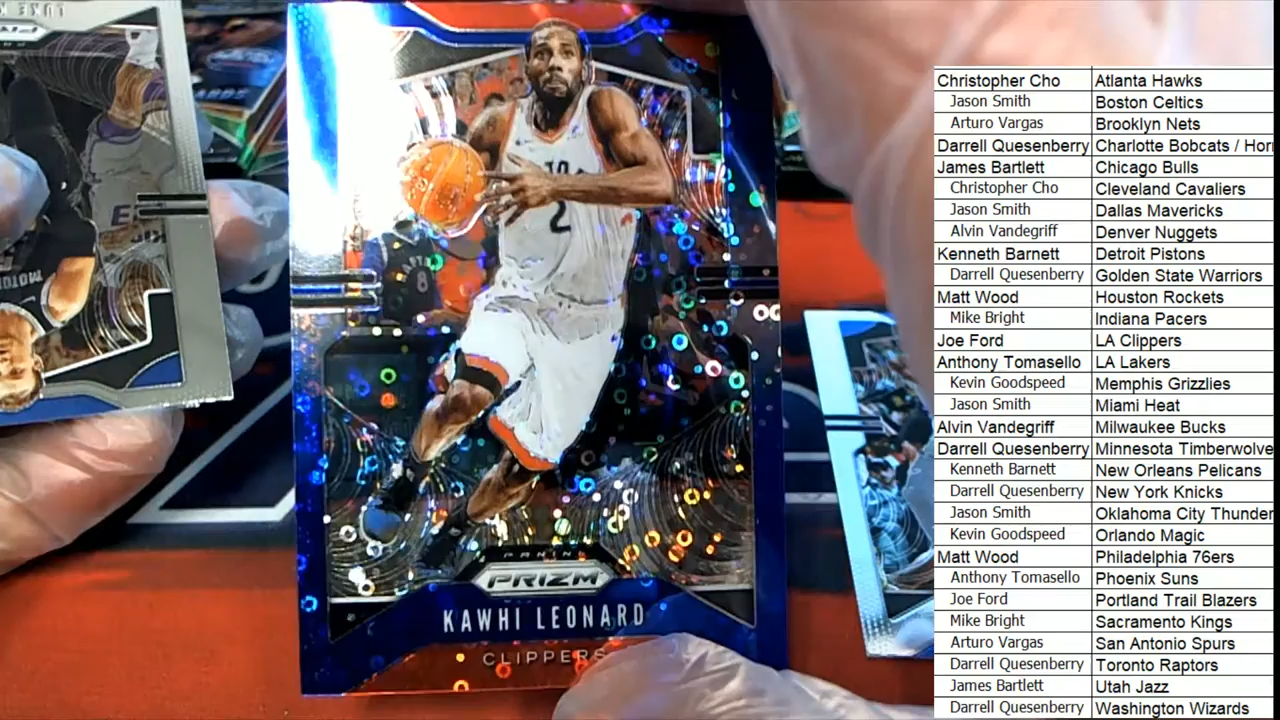 LUKE K
PRIZM
PANINI
PRIZM
KAWHI LEONARD
CLIPPERS
2
8
Christopher Cho Atlanta Hawks
Jason Smith Boston Celtics
Arturo Vargas Brooklyn Nets
Darrell Quesenberry Charlotte Bobcats / Horr
James Bartlett Chicago Bulls
Christopher Cho Cleveland Cavaliers
Jason Smith Dallas Mavericks
Alvin Vandegriff Denver Nuggets
Kenneth Barnett Detroit Pistons
Darrell Quesenberry Golden State Warriors
Matt Wood Houston Rockets
Mike Bright Indiana Pacers
Joe Ford LA Clippers
Anthony Tomasello LA Lakers
Kevin Goodspeed Memphis Grizzlies
Jason Smith Miami Heat
Alvin Vandegriff Milwaukee Bucks
Darrell Quesenberry Minnesota Timberwolve
Kenneth Barnett New Orleans Pelicans
Darrell Quesenberry New York Knicks
Jason Smith Oklahoma City Thunder
Kevin Goodspeed Orlando Magic
Matt Wood Philadelphia 76ers
Anthony Tomasello Phoenix Suns
Joe Ford Portland Trail Blazers
Mike Bright Sacramento Kings
Arturo Vargas San Antonio Spurs
Darrell Quesenberry Toronto Raptors
James Bartlett Utah Jazz
Darrell Quesenberry Washington Wizards